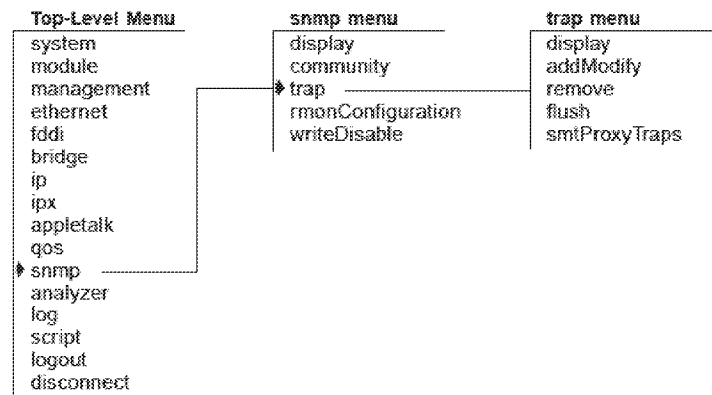 Top-Level Menu
system
module
management
ethernet
fddi
bridge
ip
ipx
appletalk
qos
snmp
analyzer
log
script
logout
disconnect
snmp menu
display
community
trap
rmonConfiguration
writeDisable
trap menu
display
addModify
remove
flush
smtProxyTraps